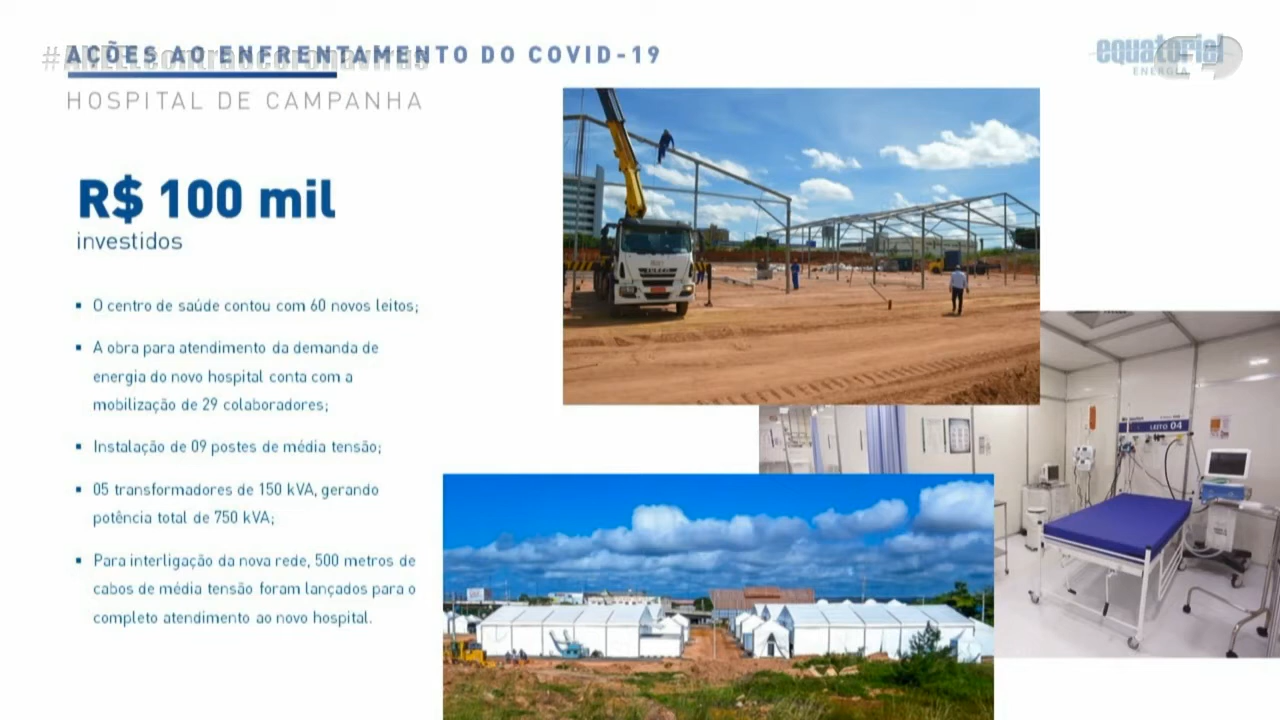 #ANEELcontraocoronavirus
AÇÕES AO ENFRENTAMENTO DO COVID-19
equatorial
ENERGIA
HOSPITAL DE CAMPANHA
R$ 100 mil
investidos
▪ O centro de saúde contou com 60 novos leitos;
▪ A obra para atendimento da demanda de
energia do novo hospital conta com a
mobilização de 29 colaboradores;
▪ Instalação de 09 postes de média tensão;
▪ 05 transformadores de 150 kVA, gerando
potência total de 750 kVA;
▪ Para interligação da nova rede, 500 metros de
cabos de média tensão foram lançados para o
completo atendimento ao novo hospital.
IVECO
LEITO 04